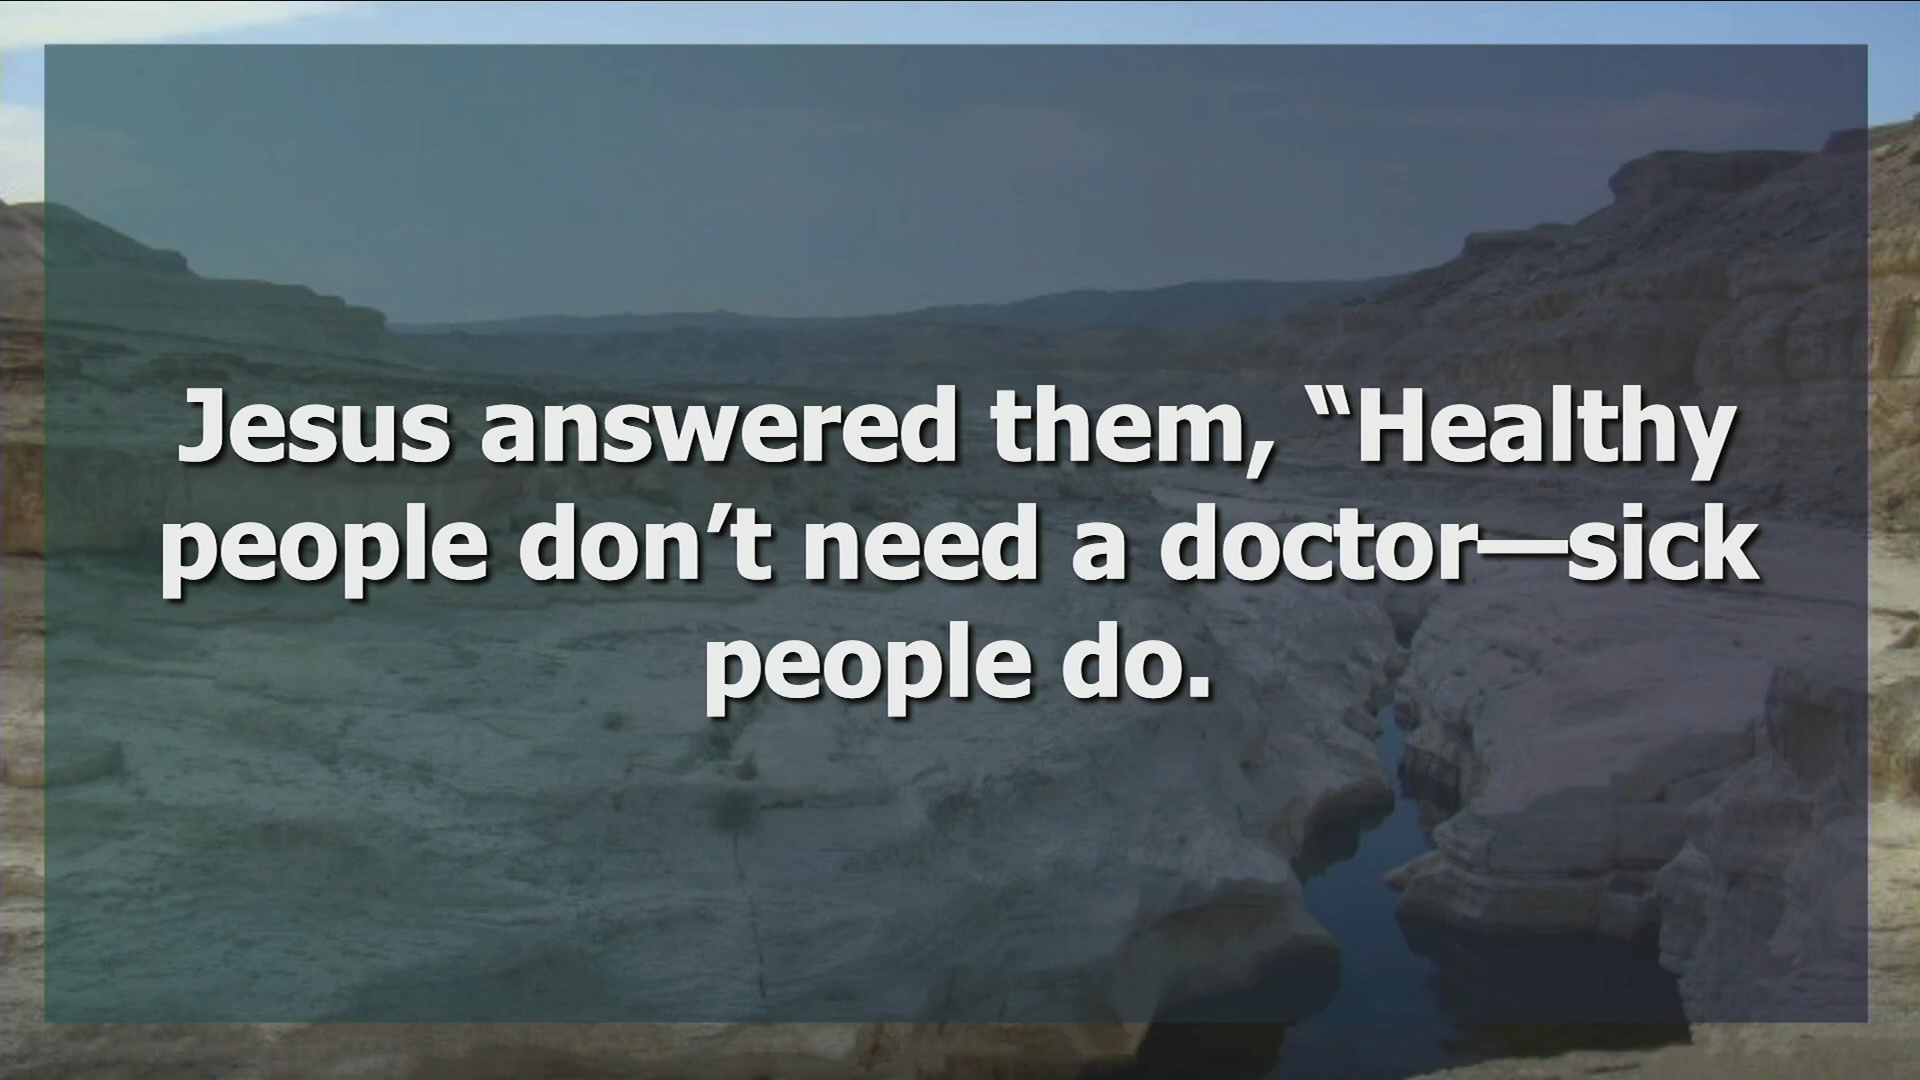 Jesus answered them, “Healthy
people don’t need a doctor—sick
people do.